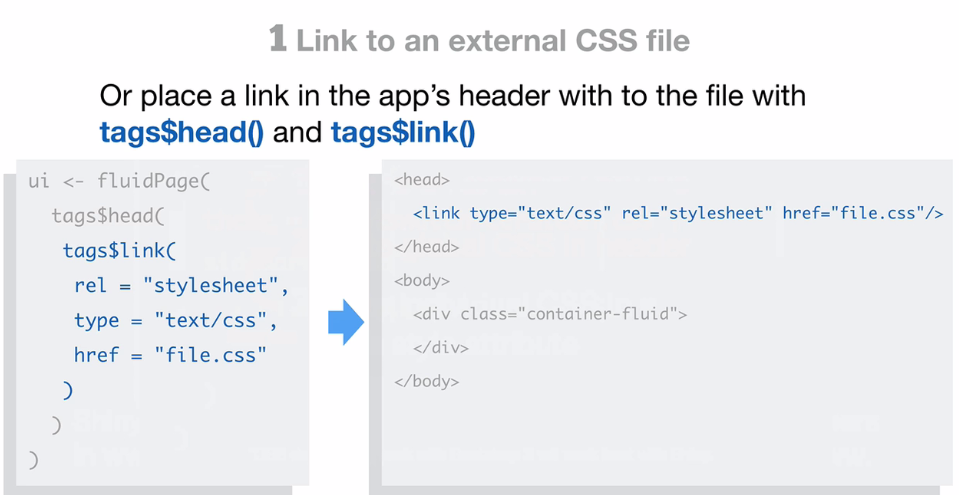 1 Link to an external CSS file
Or place a link in the app's header with to the file with
tags$head() and tags$link()
ui <- fluidPage(
tags$head(
tags$link(
rel = "stylesheet",
type = "text/css",
href = "file.css"
)
)
)
<head>
<link type="text/css" rel="stylesheet" href="file.css"/>
</head>
<body>
<div class="container-fluid">
</div>
</body>